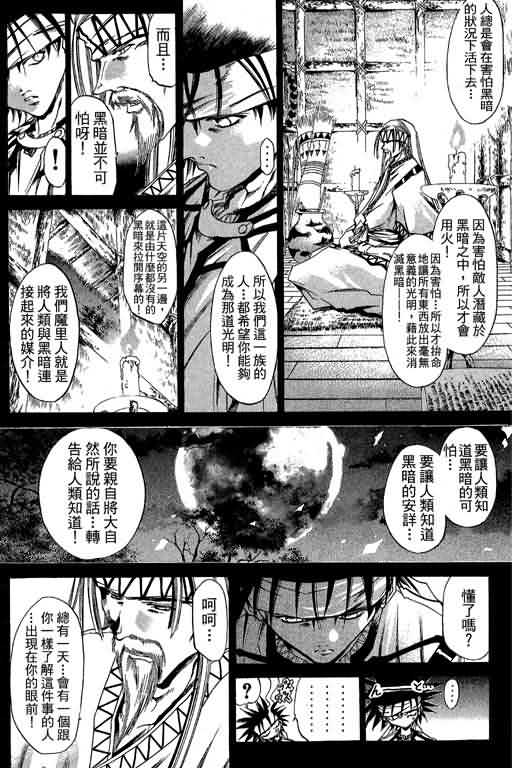 人總是會在害怕黑暗
的狀況下活下去…
因為害怕敵人潛藏於
黑暗之中，所以才會
用火！
因為害怕…所以才拚命
地讓所有東西放出毫無
意義的光明，藉此來消
滅黑暗！
‥‥
所以我們這一族的
人…都希望你能夠
成為那道光明！
而且…
黑暗並不可
怕呀！
這片天空的另一邊，
就是由什麼都沒有的
黑暗來拉開序幕的！
我們魔里人就是
將人類與黑暗連
接起來的媒介！
要讓人類知
道黑暗的可
怕…
要讓人類知道
黑暗的安詳…
你要親自將大自
然所說的話…轉
告給人類知道！
懂了嗎？
んと…
？
呵呵…
總有一天…會有一個跟
你一樣了解這件事的人
…出現在你的眼前！